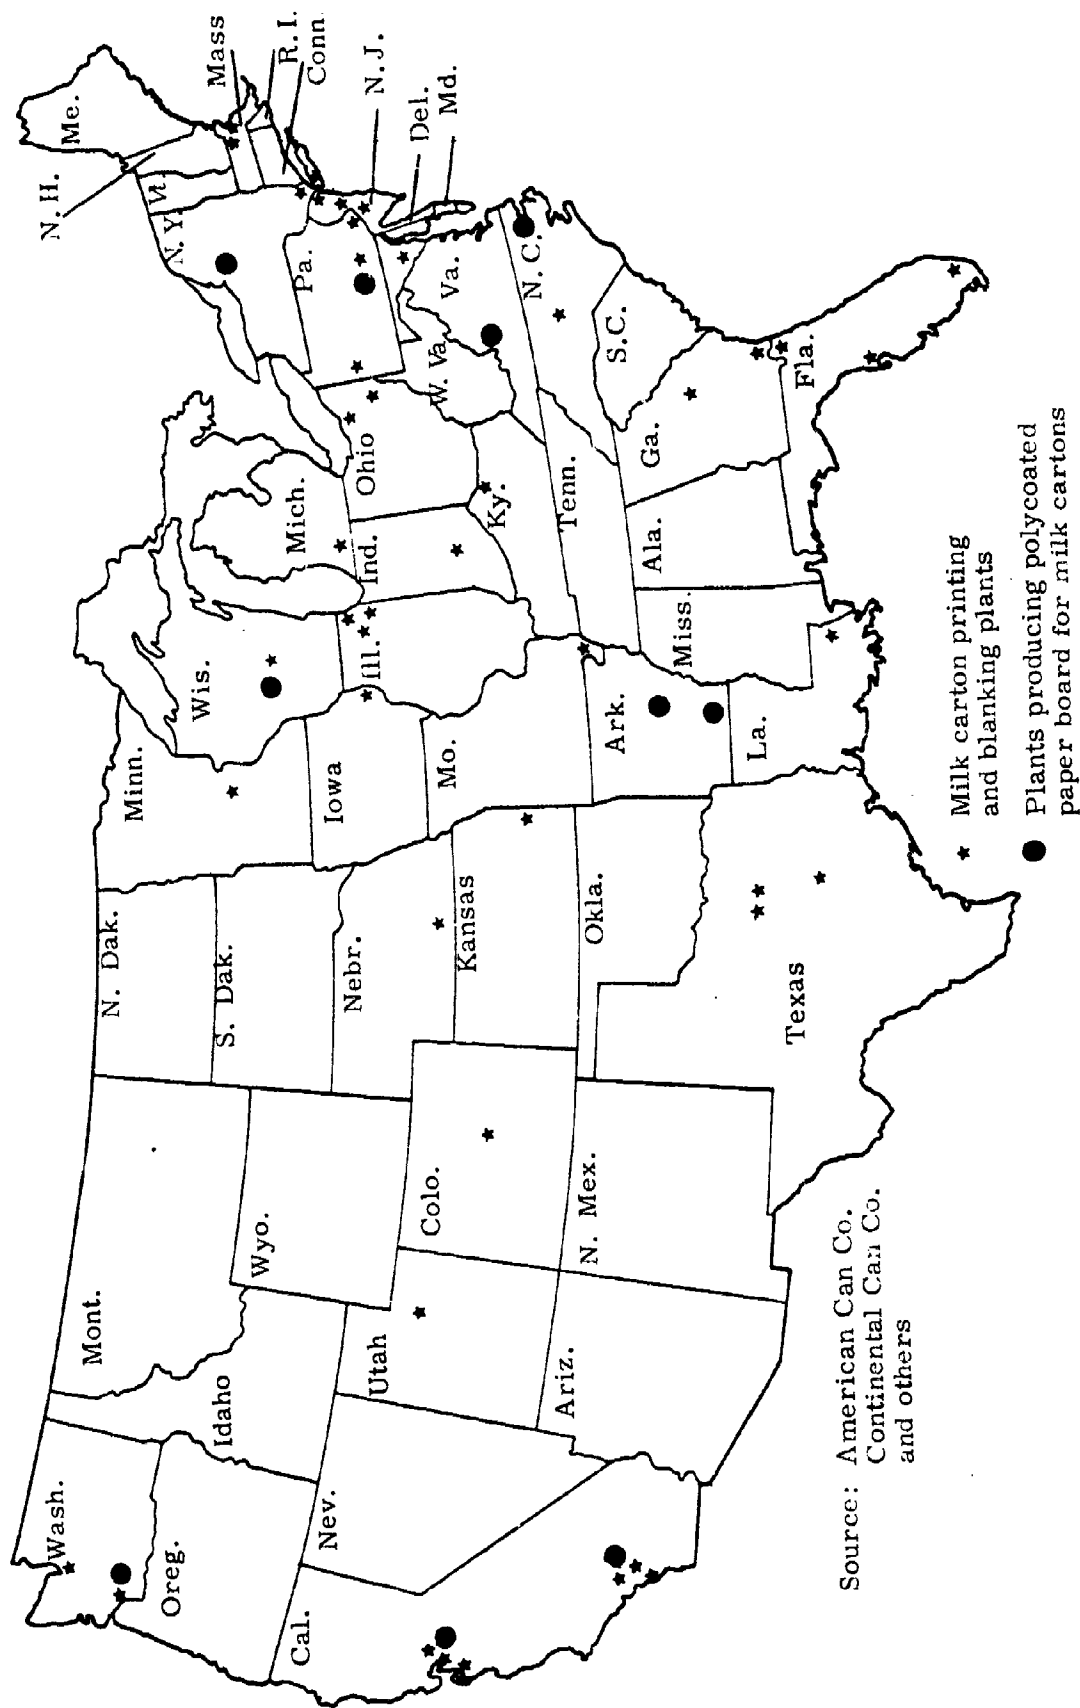 Wash.
Oreg.
Cal.
Nev.
Idaho
Mont.
Wyo.
Utah
Ariz.
Colo.
N. Mex.
N. Dak.
S. Dak.
Nebr.
Kansas
Okla.
Texas
Minn.
Iowa
Mo.
Ark.
La.
Wis.
Ill.
Mich.
Ind.
Ohio
Ky.
Tenn.
Miss.
Ala.
Ga.
Fla.
S.C.
N.C.
Va.
W. Va.
Pa.
N.Y.
Vt.
N.H.
Me.
Mass
R.I.
Conn
N.J.
Del.
Md.
Source: American Can Co.
Continental Can Co.
and others
Milk carton printing
and blanking plants
Plants producing polycoated
paper board for milk cartons